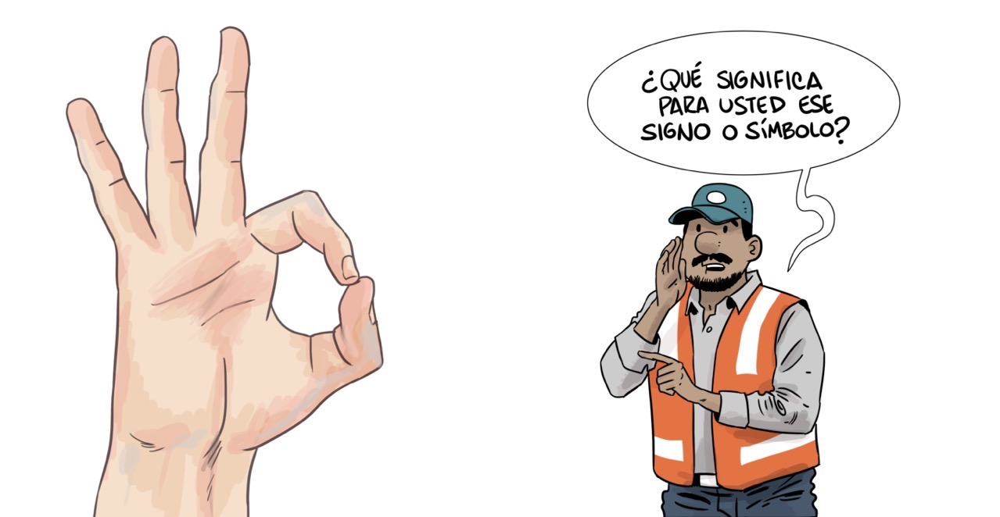 ¿QUÉ SIGNIFICA
PARA USTED ESE
SIGNO O SÍMBOLO?